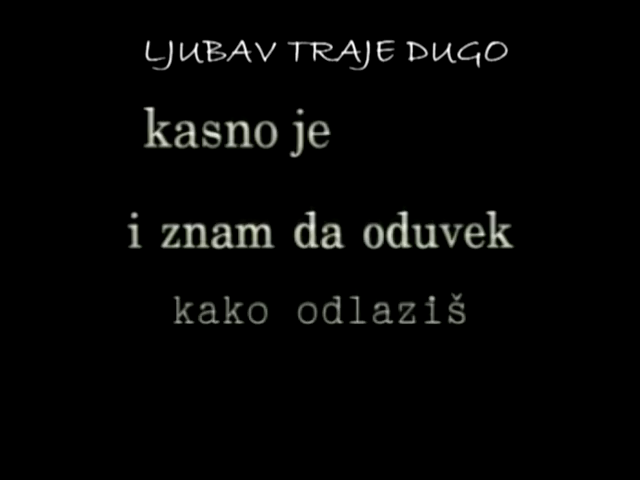 LJUBAV TRAJE DUGO
kasno je
i znam da oduvek
kako odlaziš